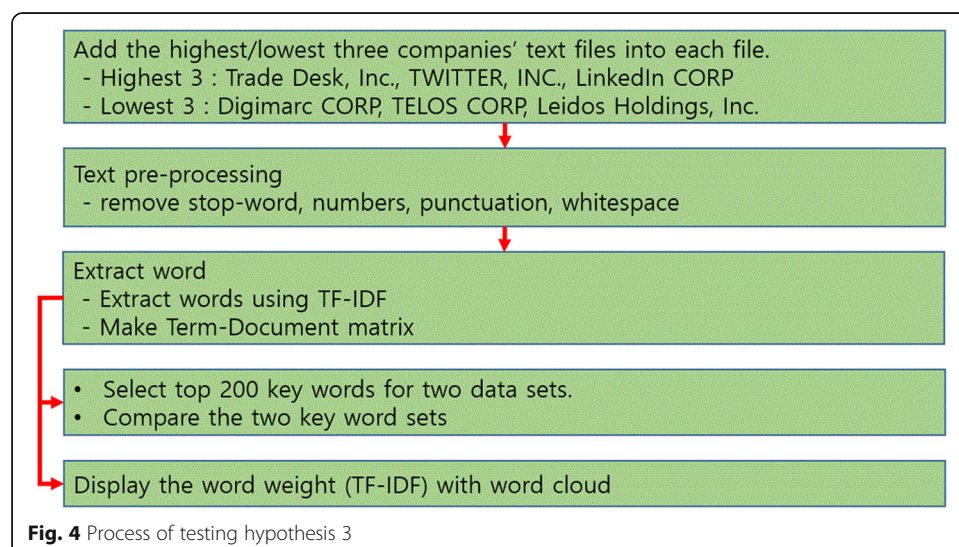 Add the highest/lowest three companies' text files into each file.
- Highest 3 : Trade Desk, Inc., TWITTER, INC., LinkedIn CORP
- Lowest 3 : Digimarc CORP, TELOS CORP, Leidos Holdings, Inc.
Text pre-processing
- remove stop-word, numbers, punctuation, whitespace
Extract word
- Extract words using TF-IDF
- Make Term-Document matrix
• Select top 200 key words for two data sets.
• Compare the two key word sets
Display the word weight (TF-IDF) with word cloud
Fig. 4 Process of testing hypothesis 3